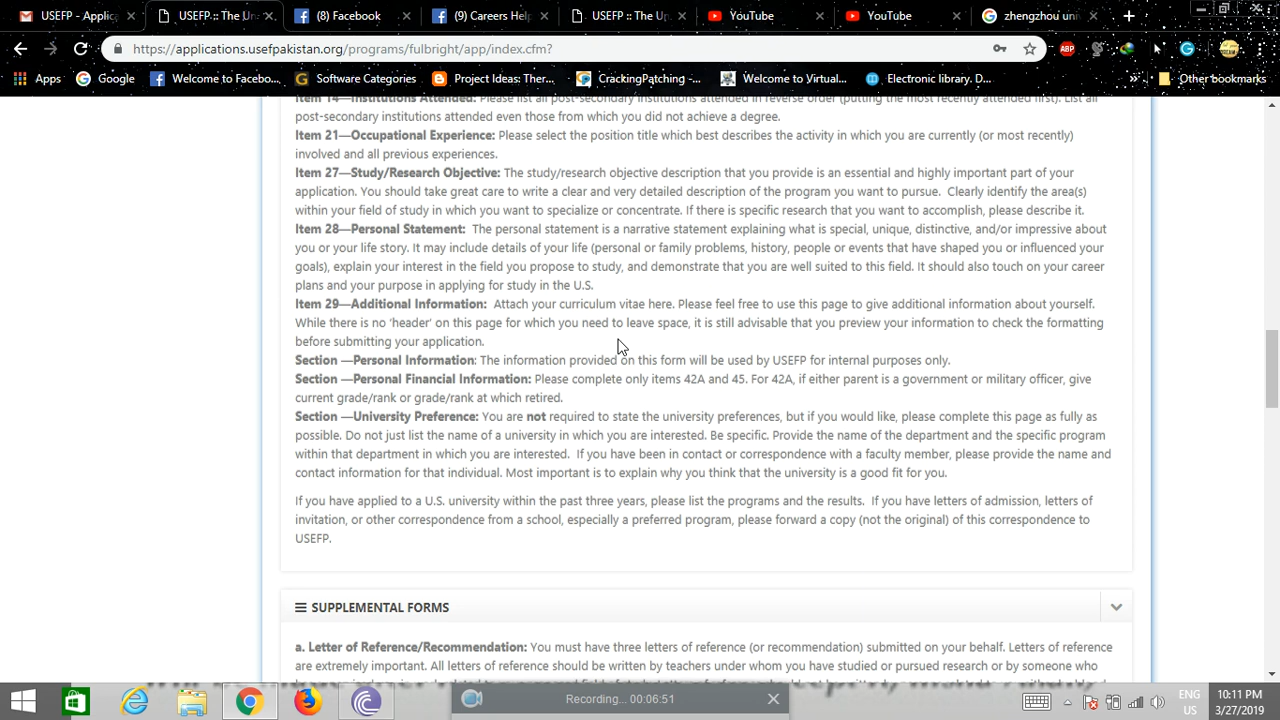 USEFP - Applica
USEFP :: The Un
(8) Facebook
(9) Careers Help
USEFP :: The Un
YouTube
YouTube
zhengzhou uni
https://applications.usefpakistan.org/programs/fulbright/app/index.cfm?
ABP
Apps
Google
Welcome to Facebo...
Software Categories
Project Ideas: The...
CrackingPatching -...
Welcome to Virtual...
Electronic library. D...
Other bookmarks
Item 14—Institutions Attended: Please list all post-secondary institutions attended in reverse order (putting the most recently attended first). List all
post-secondary institutions attended even those from which you did not achieve a degree.
Item 21—Occupational Experience: Please select the position title which best describes the activity in which you are currently (or most recently)
involved and all previous experiences.
Item 27—Study/Research Objective: The study/research objective description that you provide is an essential and highly important part of your
application. You should take great care to write a clear and very detailed description of the program you want to pursue. Clearly identify the area(s)
within your field of study in which you want to specialize or concentrate. If there is specific research that you want to accomplish, please describe it.
Item 28—Personal Statement: The personal statement is a narrative statement explaining what is special, unique, distinctive, and/or impressive about
you or your life story. It may include details of your life (personal or family problems, history, people or events that have shaped you or influenced your
goals), explain your interest in the field you propose to study, and demonstrate that you are well suited to this field. It should also touch on your career
plans and your purpose in applying for study in the U.S.
Item 29—Additional Information: Attach your curriculum vitae here. Please feel free to use this page to give additional information about yourself.
While there is no 'header' on this page for which you need to leave space, it is still advisable that you preview your information to check the formatting
before submitting your application.
Section —Personal Information: The information provided on this form will be used by USEFP for internal purposes only.
Section —Personal Financial Information: Please complete only items 42A and 45. For 42A, if either parent is a government or military officer, give
current grade/rank or grade/rank at which retired.
Section —University Preference: You are not required to state the university preferences, but if you would like, please complete this page as fully as
possible. Do not just list the name of a university in which you are interested. Be specific. Provide the name of the department and the specific program
within that department in which you are interested. If you have been in contact or correspondence with a faculty member, please provide the name and
contact information for that individual. Most important is to explain why you think that the university is a good fit for you.
If you have applied to a U.S. university within the past three years, please list the programs and the results. If you have letters of admission, letters of
invitation, or other correspondence from a school, especially a preferred program, please forward a copy (not the original) of this correspondence to
USEFP.
SUPPLEMENTAL FORMS
a. Letter of Reference/Recommendation: You must have three letters of reference (or recommendation) submitted on your behalf. Letters of reference
are extremely important. All letters of reference should be written by teachers under whom you have studied or pursued research or by someone who
Recording... 00:06:51
ENG
US
10:11 PM
3/27/2019